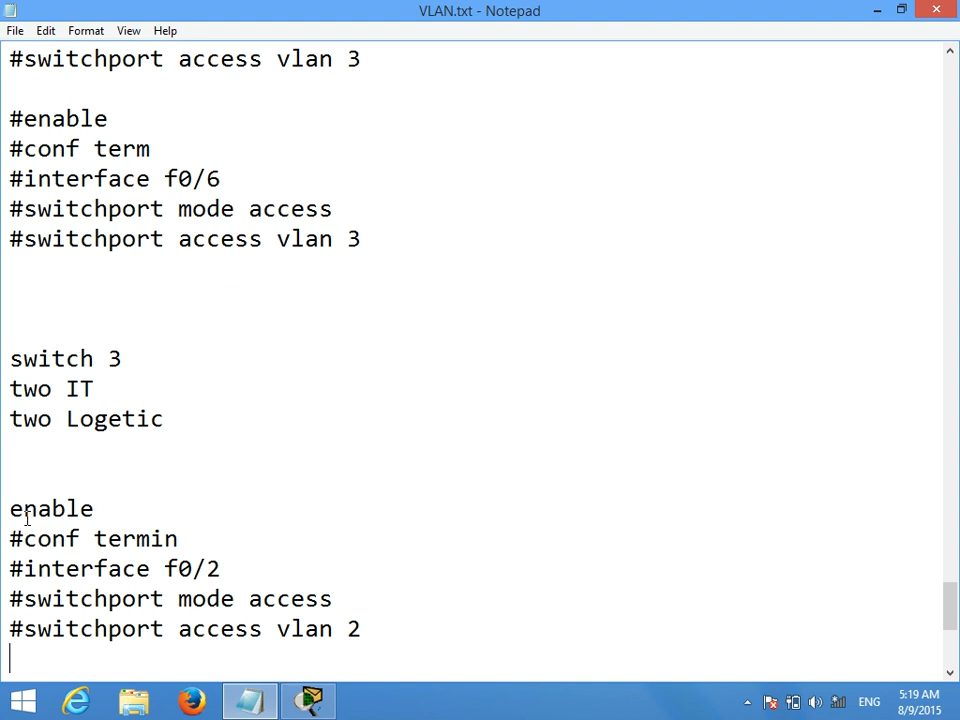 VLAN.txt - Notepad
File Edit Format View Help
#switchport access vlan 3
#enable
#conf term
#interface f0/6
#switchport mode access
#switchport access vlan 3
switch 3
two IT
two Logetic
enable
#conf termin
#interface f0/2
#switchport mode access
#switchport access vlan 2
ENG
5:19 AM
8/9/2015